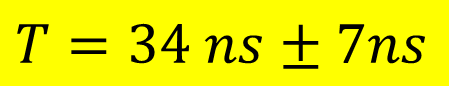 T = 34 ns ± 7ns